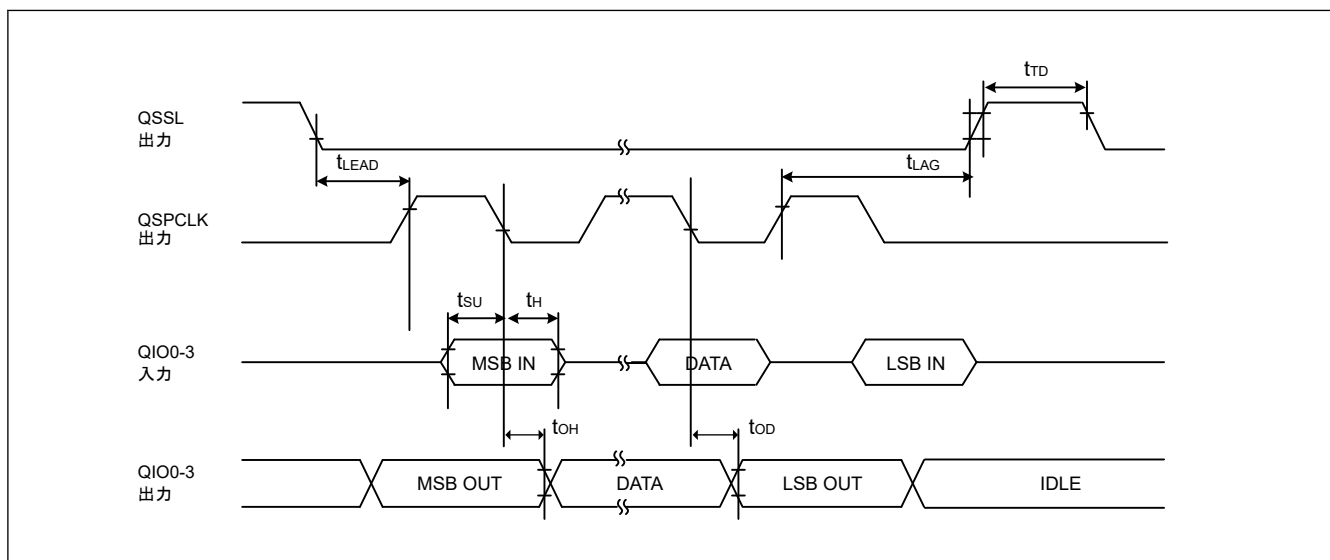 tTD
QSSL
出力
tLEAD
tLAG
QSPCLK
出力
tSU
tH
QIO0-3
入力
MSB IN
DATA
LSB IN
tOH
tOD
QIO0-3
出力
MSB OUT
DATA
LSB OUT
IDLE